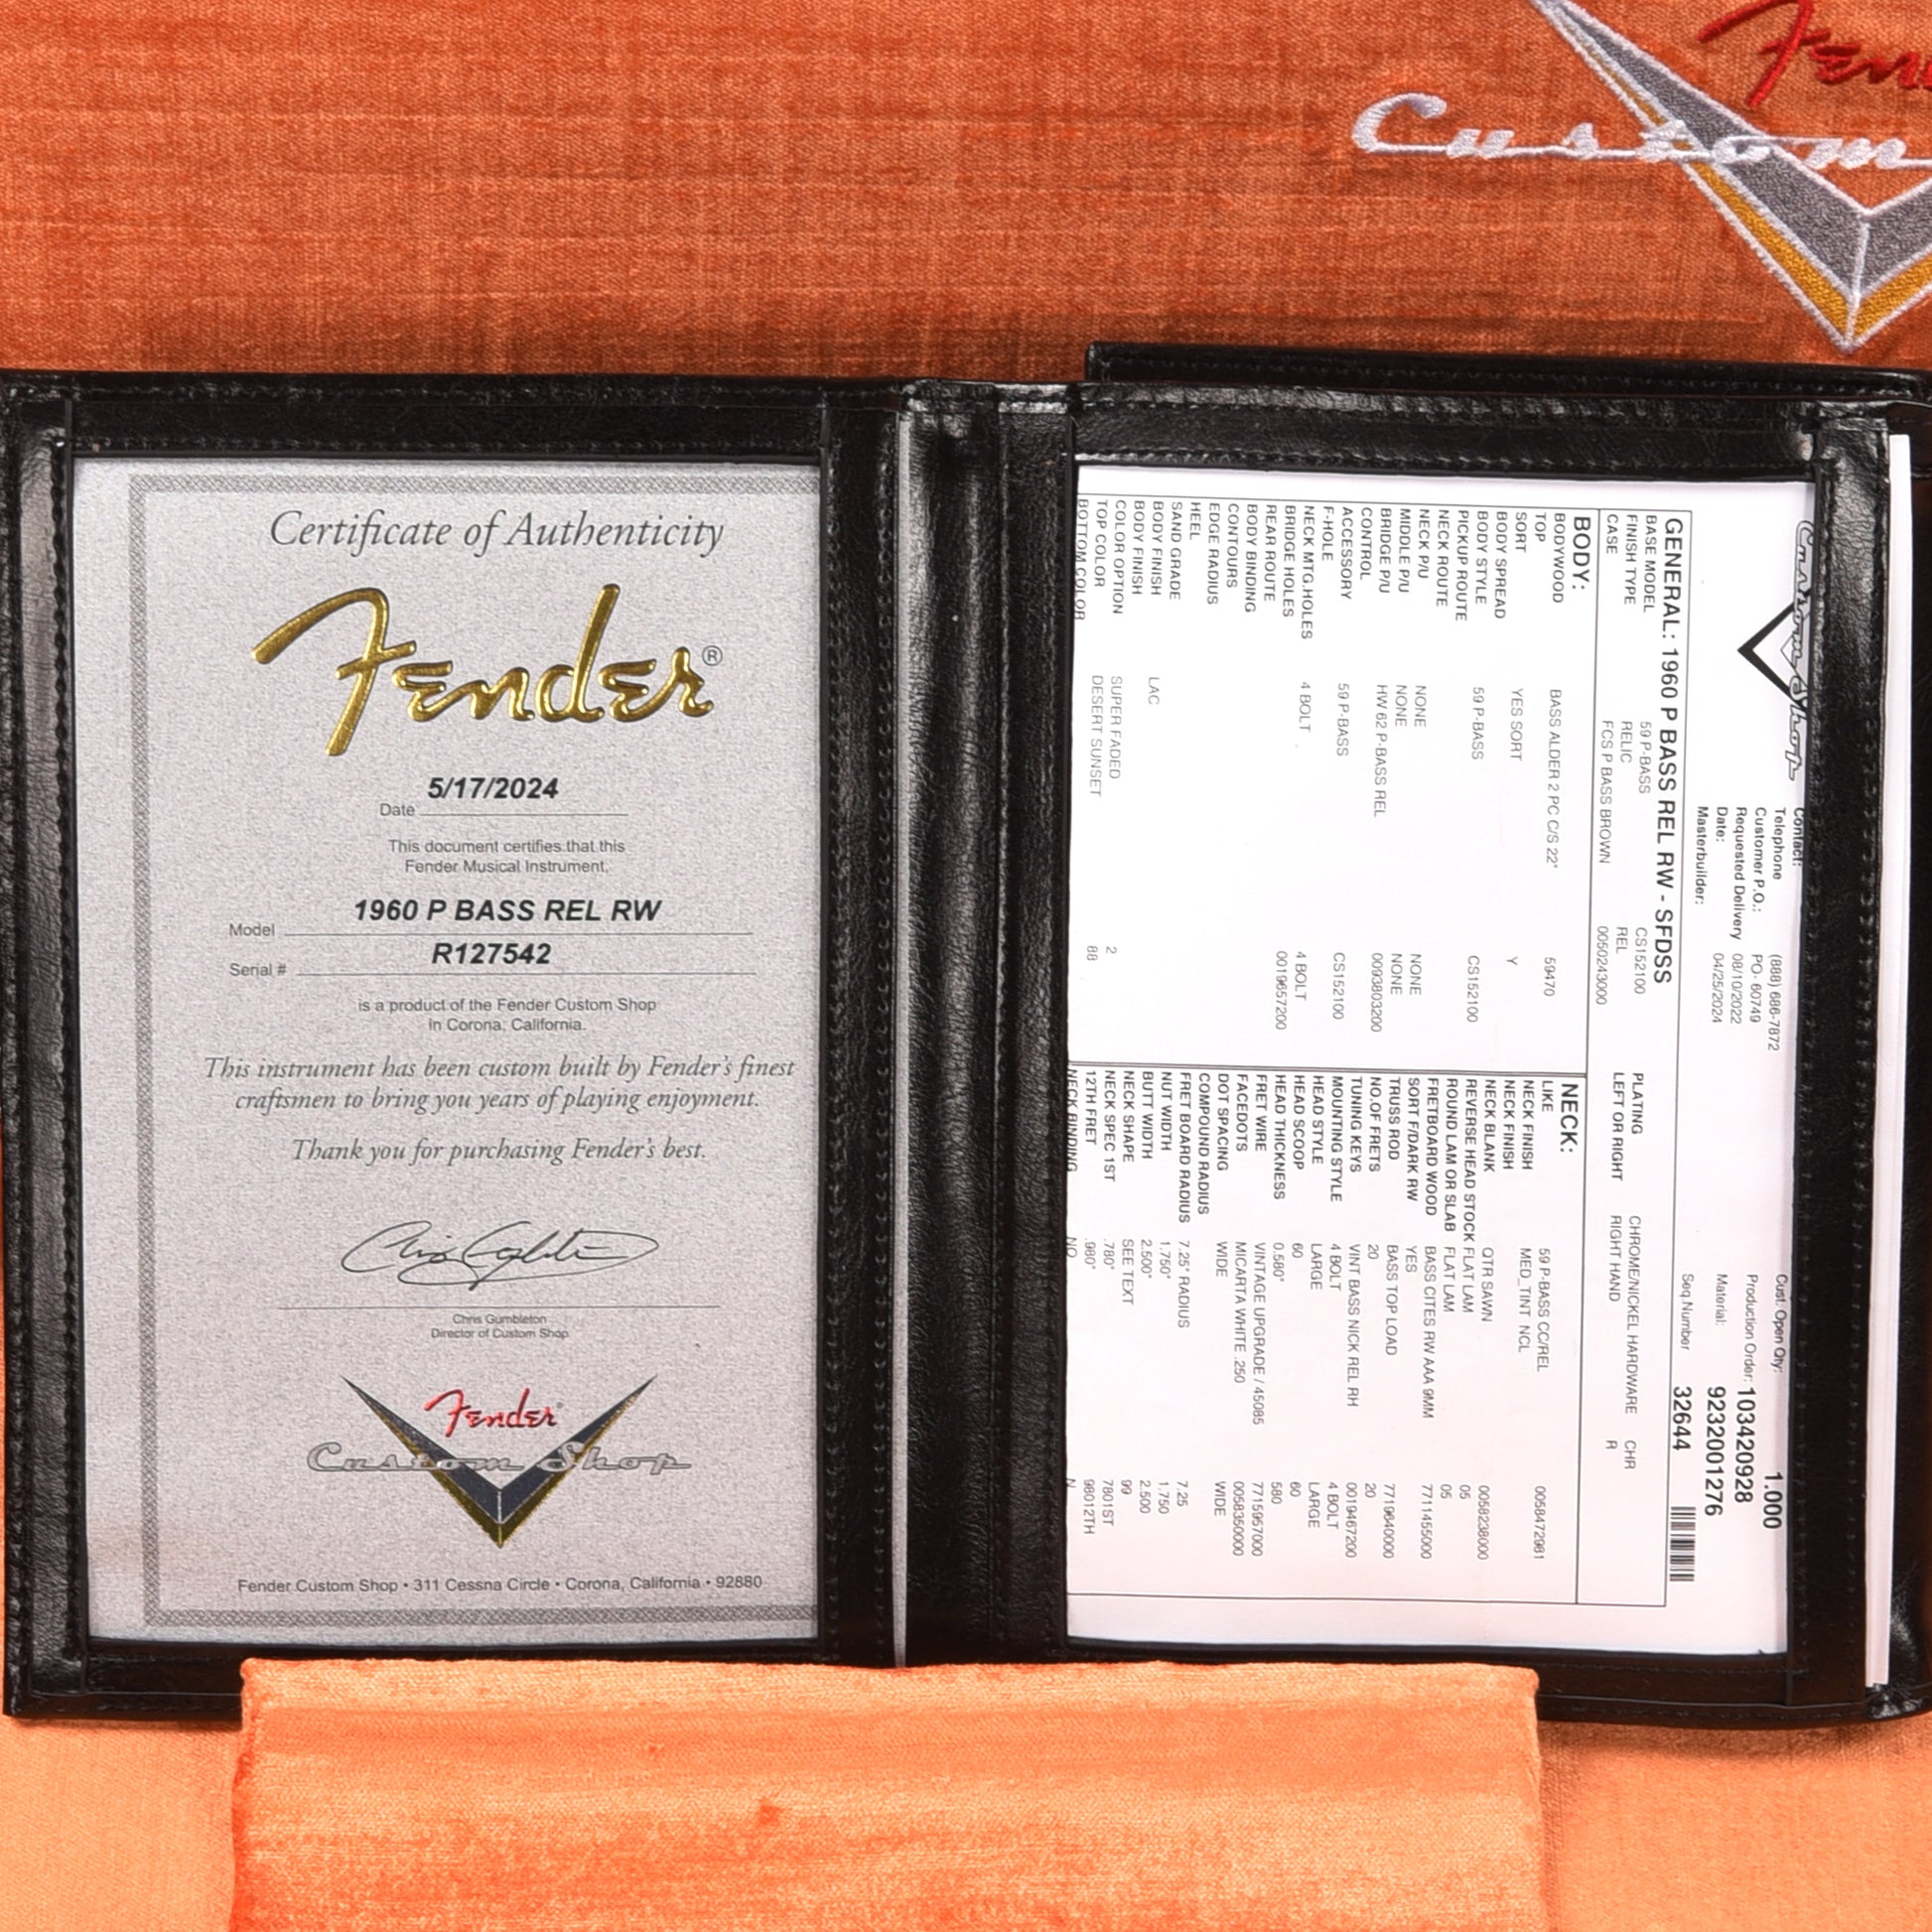 Fen
Custom
Certificate of Authenticity
Fender®
5/17/2024
Date
This document certifies that this
Fender Musical Instrument,
1960 P BASS REL RW
Model
R127542
Serial #
is a product of the Fender Custom Shop
in Corona, California.
This instrument has been custom built by Fender's finest
craftsmen to bring you years of playing enjoyment.
Thank you for purchasing Fender's best.
Chris Gumbleton
Director of Custom Shop
Fender
Custom Shop
Fender Custom Shop • 311 Cessna Circle • Corona, California • 92880
Custom Shop
Contact:
Telephone (888) 686-7872
Customer P.O.: PO- 60749
Requested Delivery 08/10/2022
Date: 04/25/2024
Masterbuilder:
Cust. Open Qty: 1.000
Production Order: 103420928
Material: 9232001276
Seq Number 32644
GENERAL: 1960 P BASS REL RW - SFDSS
BASE MODEL 59 P-BASS CS152100 PLATING CHROME/NICKEL HARDWARE CHR
FINISH TYPE RELIC REL LEFT OR RIGHT RIGHT HAND R
CASE FCS P BASS BROWN 0050243000
BODY:
BODYWOOD BASS ALDER 2 PC C/S 22" 59470
TOP
SORT YES SORT Y
BODY SPREAD
BODY STYLE 59 P-BASS CS152100
PICKUP ROUTE
NECK ROUTE
NECK P/U NONE NONE
MIDDLE P/U NONE NONE
BRIDGE P/U HW 62 P-BASS REL 0093803200
CONTROL
ACCESSORY 59 P-BASS CS152100
F-HOLE
NECK MTG.HOLES 4 BOLT 4 BOLT
BRIDGE HOLES 0019657200
REAR ROUTE
BODY BINDING
CONTOURS
EDGE RADIUS
HEEL
SAND GRADE
BODY FINISH LAC
BODY FINISH
COLOR OPTION SUPER FADED 2
TOP COLOR DESERT SUNSET 88
BOTTOM COLOR
NECK:
LIKE 59 P-BASS CC/REL 0058472981
NECK FINISH MED_TINT NCL
NECK FINISH
NECK BLANK QTR SAWN 0058238000
REVERSE HEAD STOCK FLAT LAM 05
ROUND LAM OR SLAB FLAT LAM 05
FRETBOARD WOOD BASS CITES RW AAA 9MM 7711455000
SORT F/DARK RW YES
TRUSS ROD BASS TOP LOAD 7719640000
NO.OF FRETS 20 20
TUNING KEYS VINT BASS NICK REL RH 0019467200
MOUNTING STYLE 4 BOLT 4 BOLT
HEAD STYLE LARGE LARGE
HEAD SCOOP 60 60
HEAD THICKNESS 0.580" 580
FRET WIRE VINTAGE UPGRADE / 45085 7715957000
FACEDOTS MICARTA WHITE .250 0058350000
DOT SPACING WIDE WIDE
COMPOUND RADIUS
FRET BOARD RADIUS 7.25" RADIUS 7.25
NUT WIDTH 1.750" 1.750
BUTT WIDTH 2.500" 2.500
NECK SHAPE SEE TEXT 99
NECK SPEC 1ST .780" 7801ST
12TH FRET .980" 98012TH
NECK BINDING NO N